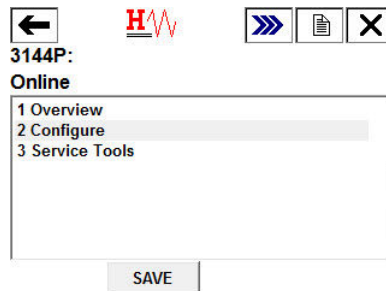 H
3144P:
Online
1 Overview
2 Configure
3 Service Tools
SAVE